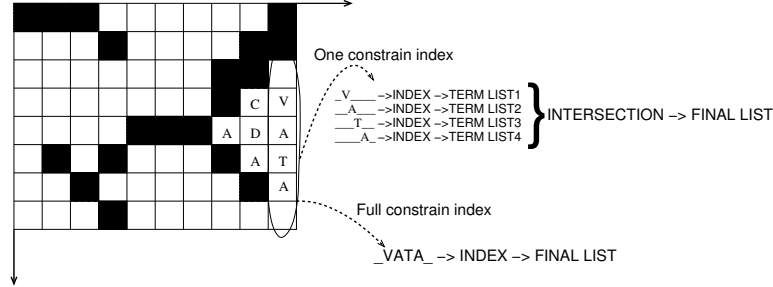 One constrain index
_V____ –>INDEX –>TERM LIST1
__A___ –>INDEX –>TERM LIST2
___T__ –>INDEX –>TERM LIST3
____A_ –>INDEX –>TERM LIST4
} INTERSECTION –> FINAL LIST
C V
A D A
A T
A
Full constrain index
_VATA_ –> INDEX –> FINAL LIST